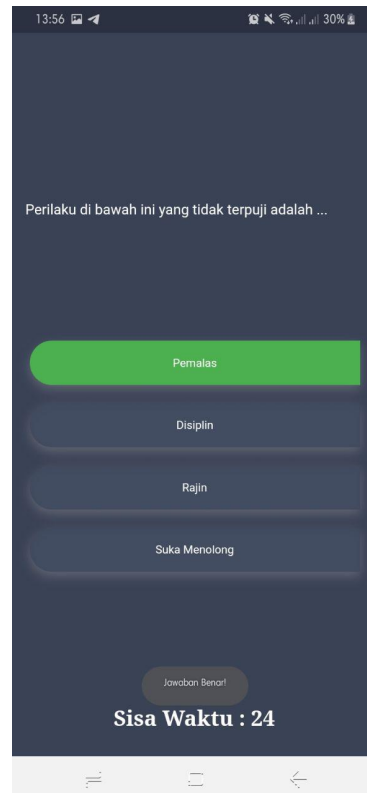 13:56 30%
Perilaku di bawah ini yang tidak terpuji adalah ...
Pemalas
Disiplin
Rajin
Suka Menolong
Jawaban Benar!
Sisa Waktu : 24